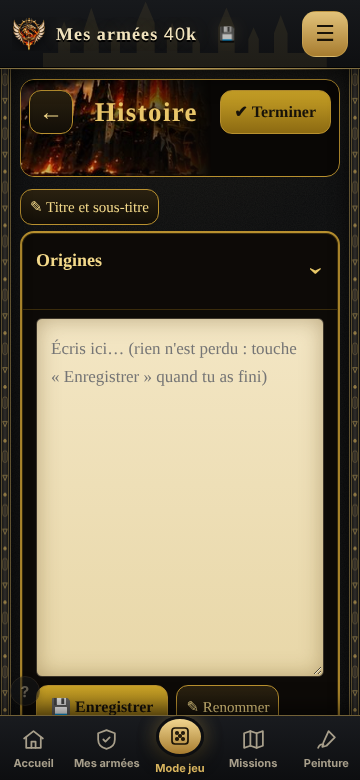 Mes armées 40k
Histoire
✔ Terminer
✎ Titre et sous-titre
Origines
Écris ici… (rien n'est perdu : touche
« Enregistrer » quand tu as fini)
?
Enregistrer
✎ Renommer
Accueil
Mes armées
Mode jeu
Missions
Peinture